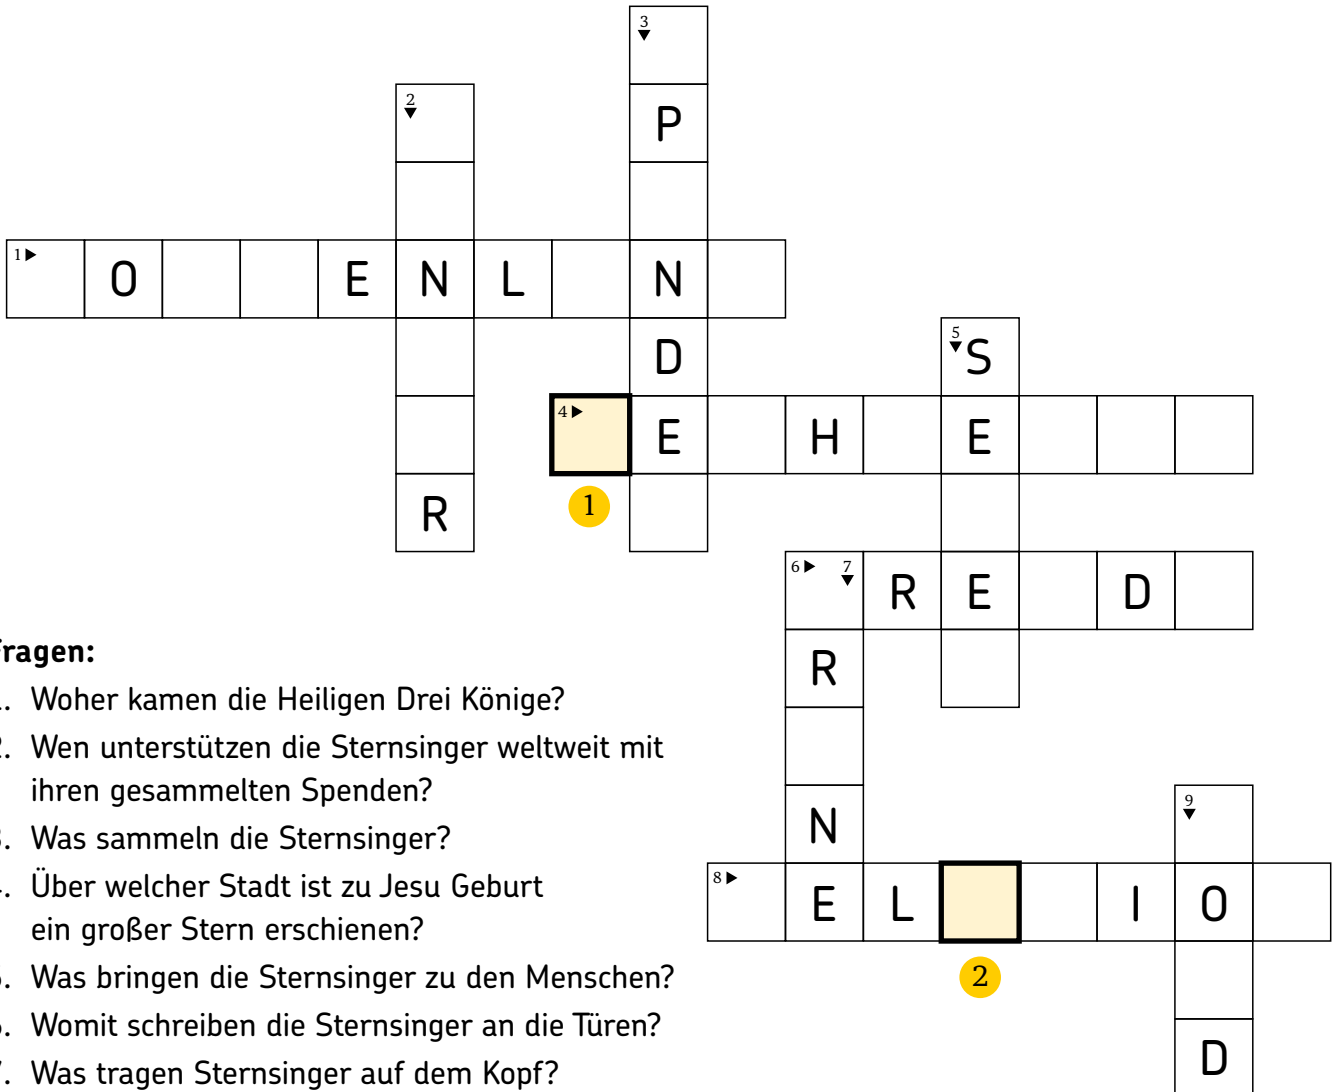 3
2
P
1 O E N L N
D
5 S
4 E H E
1
R
6 7 R E D
R
N
9
8 E L I O
2
D
Fragen:
. Woher kamen die Heiligen Drei Könige?
. Wen unterstützen die Sternsinger weltweit mit
ihren gesammelten Spenden?
. Was sammeln die Sternsinger?
. Über welcher Stadt ist zu Jesu Geburt
ein großer Stern erschienen?
. Was bringen die Sternsinger zu den Menschen?
. Womit schreiben die Sternsinger an die Türen?
. Was tragen Sternsinger auf dem Kopf?